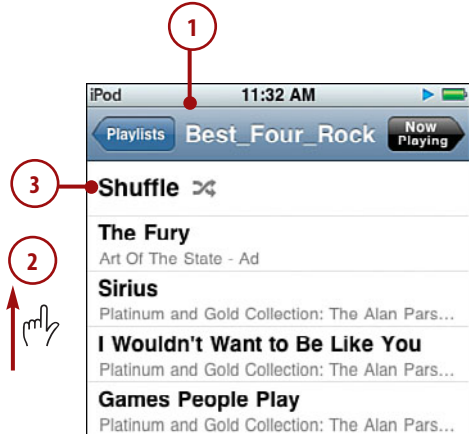 1
iPod 11:32 AM
Playlists Best_Four_Rock Now Playing
3 Shuffle
The Fury
Art Of The State - Ad
2
Sirius
Platinum and Gold Collection: The Alan Pars...
I Wouldn't Want to Be Like You
Platinum and Gold Collection: The Alan Pars...
Games People Play
Platinum and Gold Collection: The Alan Pars...